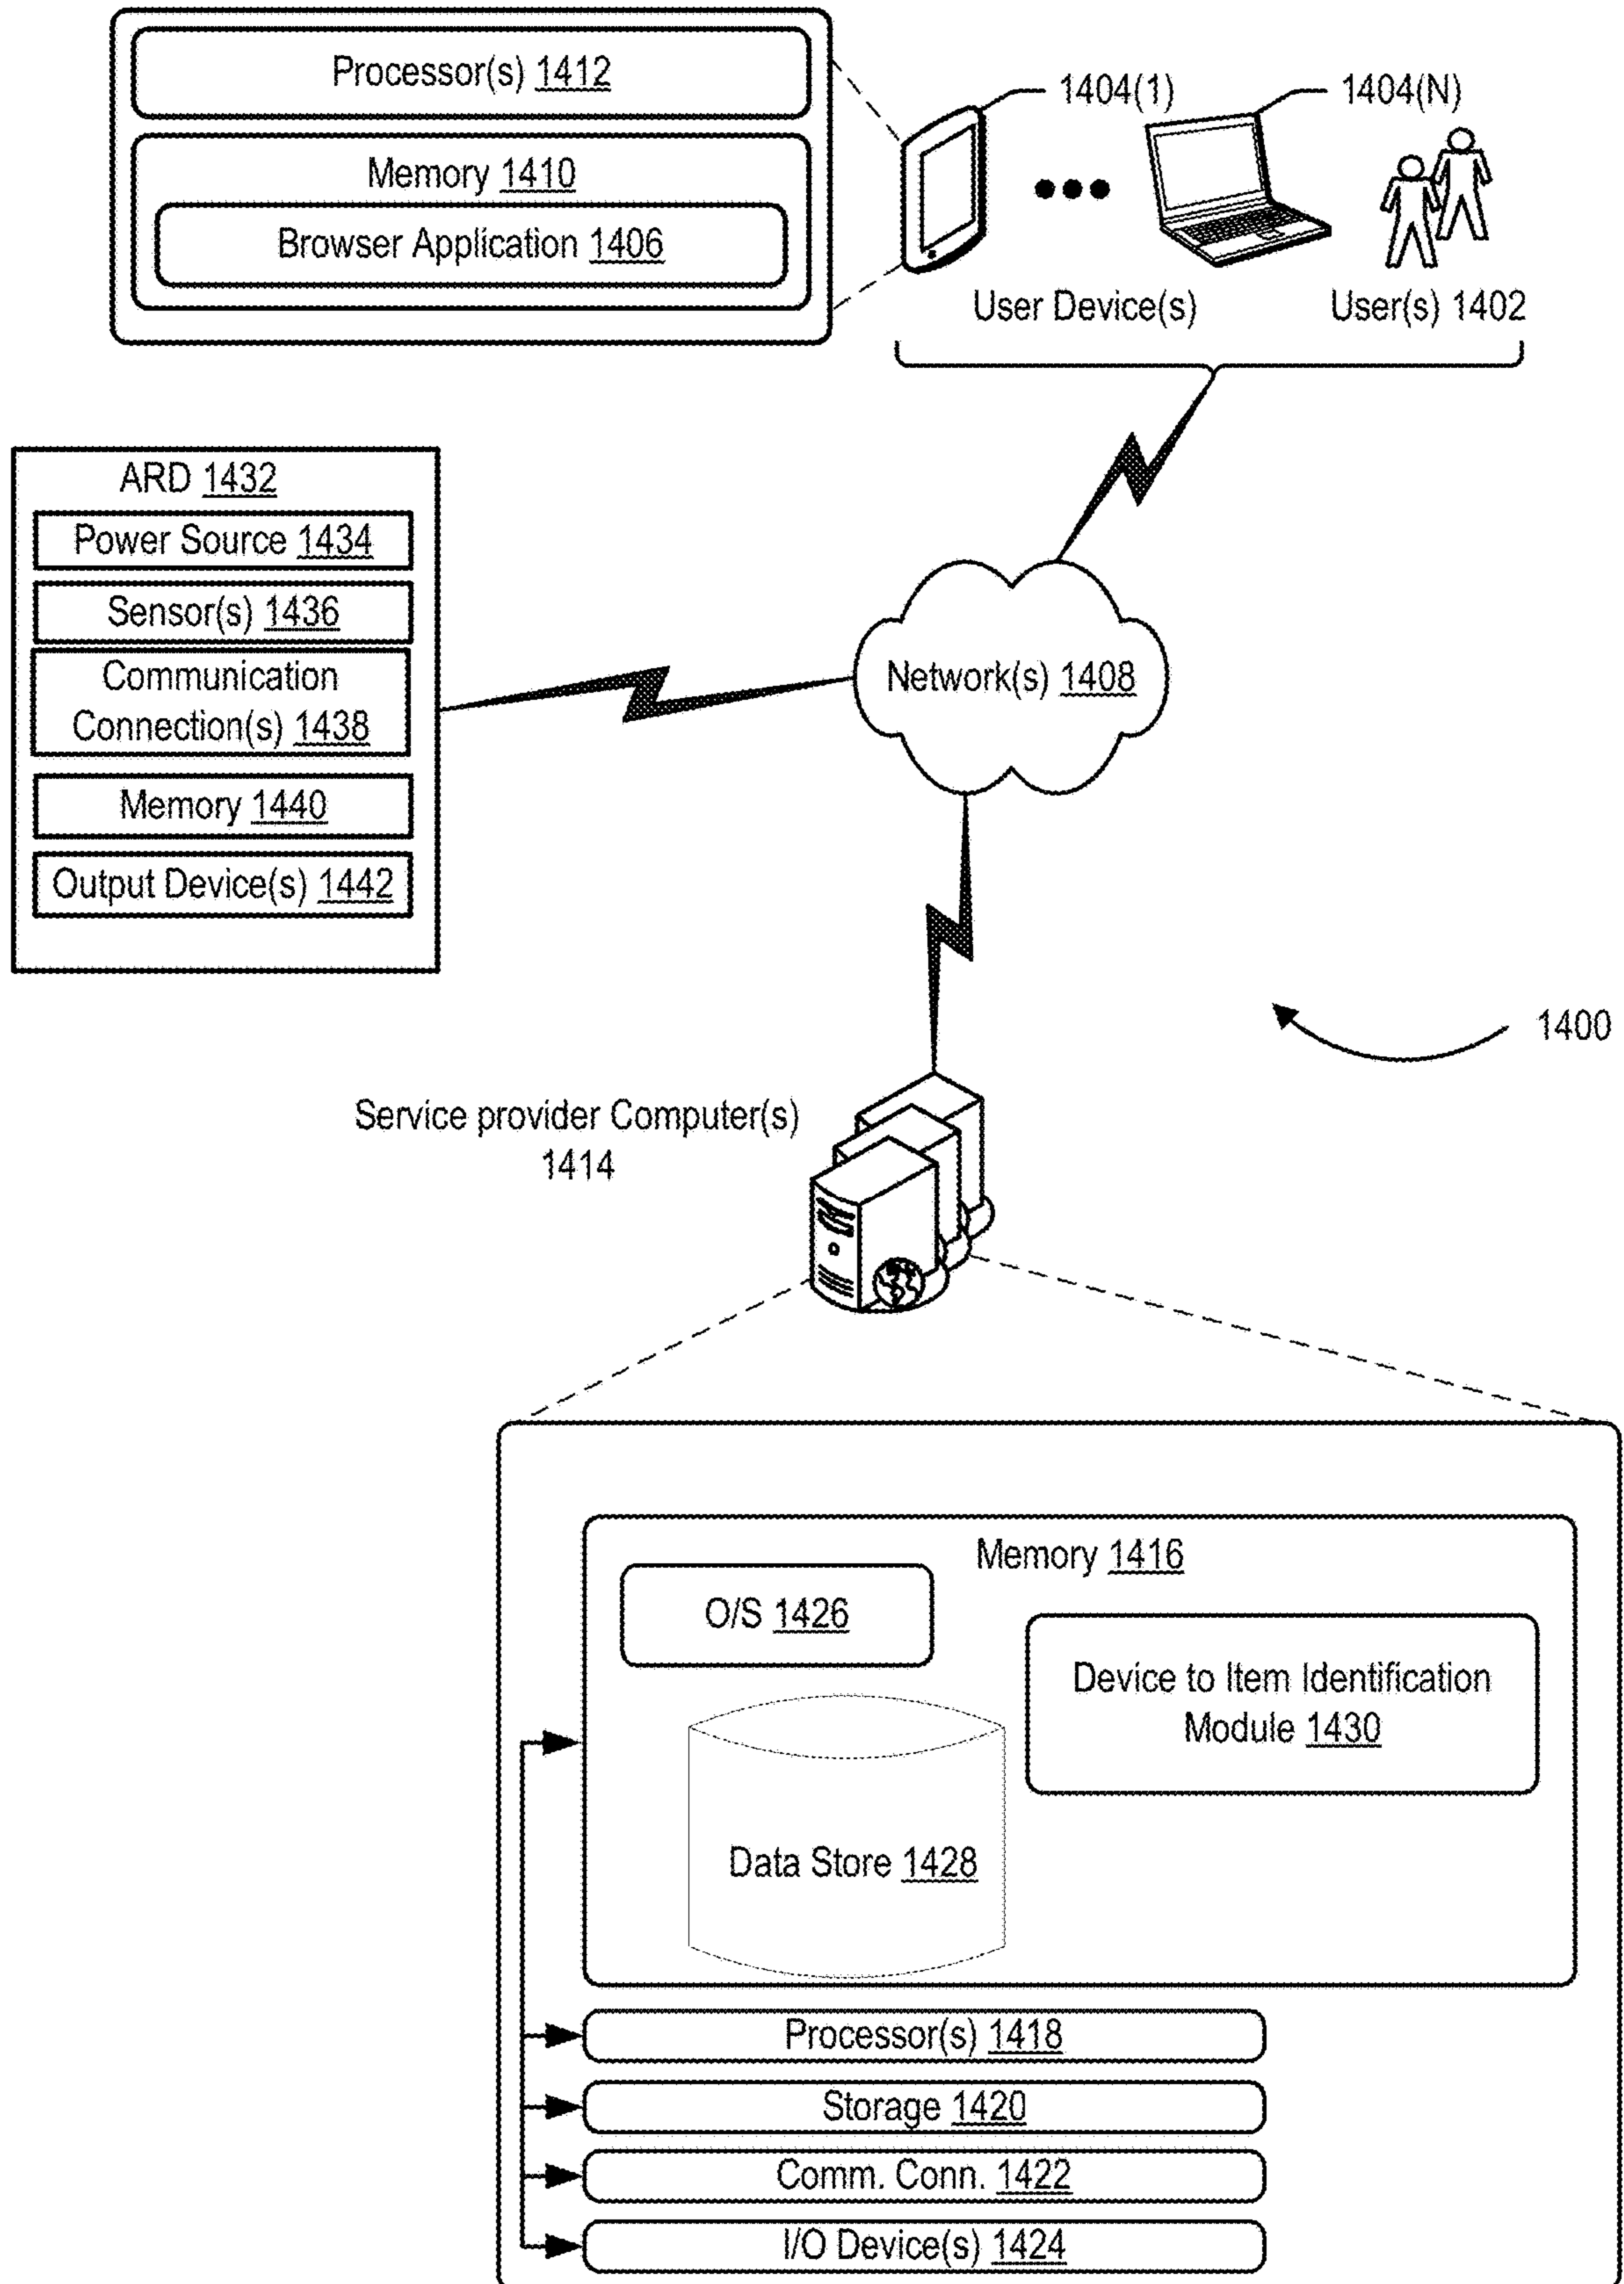 Processor(s) 1412
Memory 1410
Browser Application 1406
1404(1)
1404(N)
User Device(s)
User(s) 1402
ARD 1432
Power Source 1434
Sensor(s) 1436
Communication
Connection(s) 1438
Memory 1440
Output Device(s) 1442
Network(s) 1408
1400
Service provider Computer(s)
1414
Memory 1416
O/S 1426
Device to Item Identification
Module 1430
Data Store 1428
Processor(s) 1418
Storage 1420
Comm. Conn. 1422
I/O Device(s) 1424